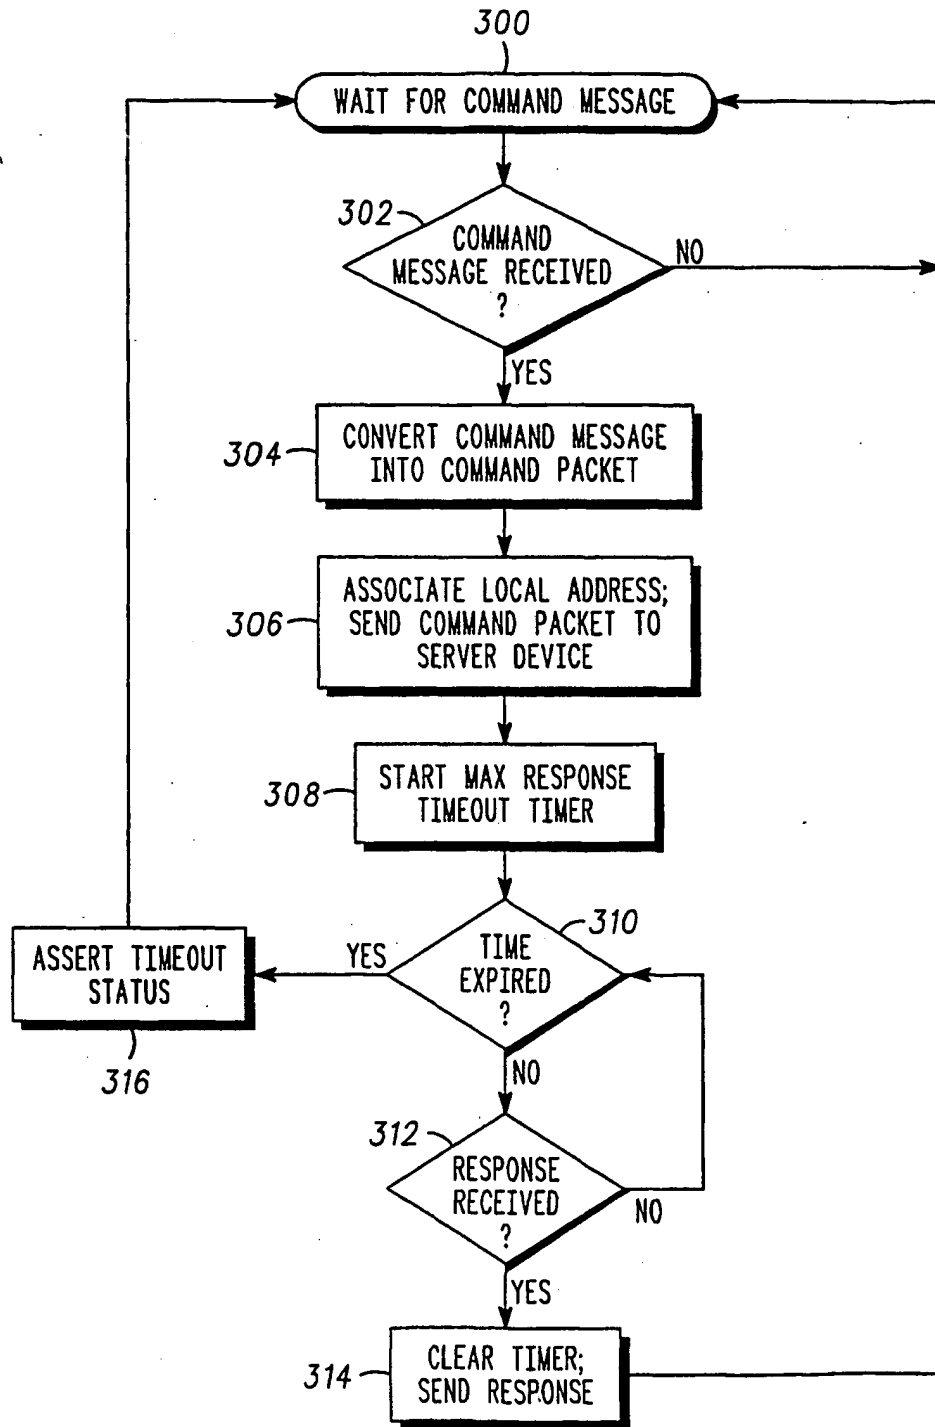 300
WAIT FOR COMMAND MESSAGE
302
COMMAND
MESSAGE RECEIVED
?
NO
YES
304
CONVERT COMMAND MESSAGE
INTO COMMAND PACKET
306
ASSOCIATE LOCAL ADDRESS;
SEND COMMAND PACKET TO
SERVER DEVICE
308
START MAX RESPONSE
TIMEOUT TIMER
310
TIME
EXPIRED
?
YES
ASSERT TIMEOUT
STATUS
316
NO
312
RESPONSE
RECEIVED
?
NO
YES
314
CLEAR TIMER;
SEND RESPONSE